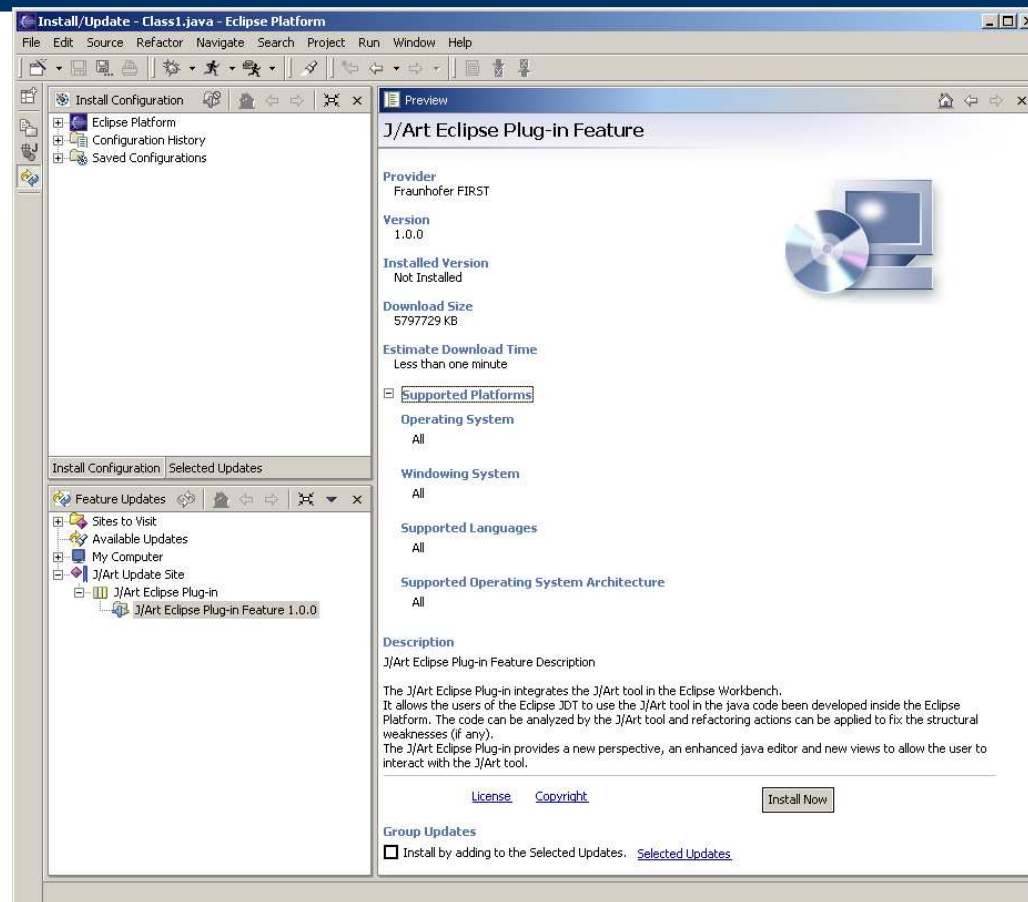 Install/Update - Class1.java - Eclipse Platform
File Edit Source Refactor Navigate Search Project Run Window Help
Install Configuration
Eclipse Platform
Configuration History
Saved Configurations
Install Configuration Selected Updates
Feature Updates
Sites to Visit
Available Updates
My Computer
J/Art Update Site
J/Art Eclipse Plug-in
J/Art Eclipse Plug-in Feature 1.0.0
Preview
J/Art Eclipse Plug-in Feature
Provider
Fraunhofer FIRST
Version
1.0.0
Installed Version
Not Installed
Download Size
5797729 KB
Estimate Download Time
Less than one minute
Supported Platforms
Operating System
All
Windowing System
All
Supported Languages
All
Supported Operating System Architecture
All
Description
J/Art Eclipse Plug-in Feature Description
The J/Art Eclipse Plug-in integrates the J/Art tool in the Eclipse Workbench.
It allows the users of the Eclipse JDT to use the J/Art tool in the java code been developed inside the Eclipse
Platform. The code can be analyzed by the J/Art tool and refactoring actions can be applied to fix the structural
weaknesses (if any).
The J/Art Eclipse Plug-in provides a new perspective, an enhanced java editor and new views to allow the user to
interact with the J/Art tool.
License Copyright Install Now
Group Updates
Install by adding to the Selected Updates. Selected Updates